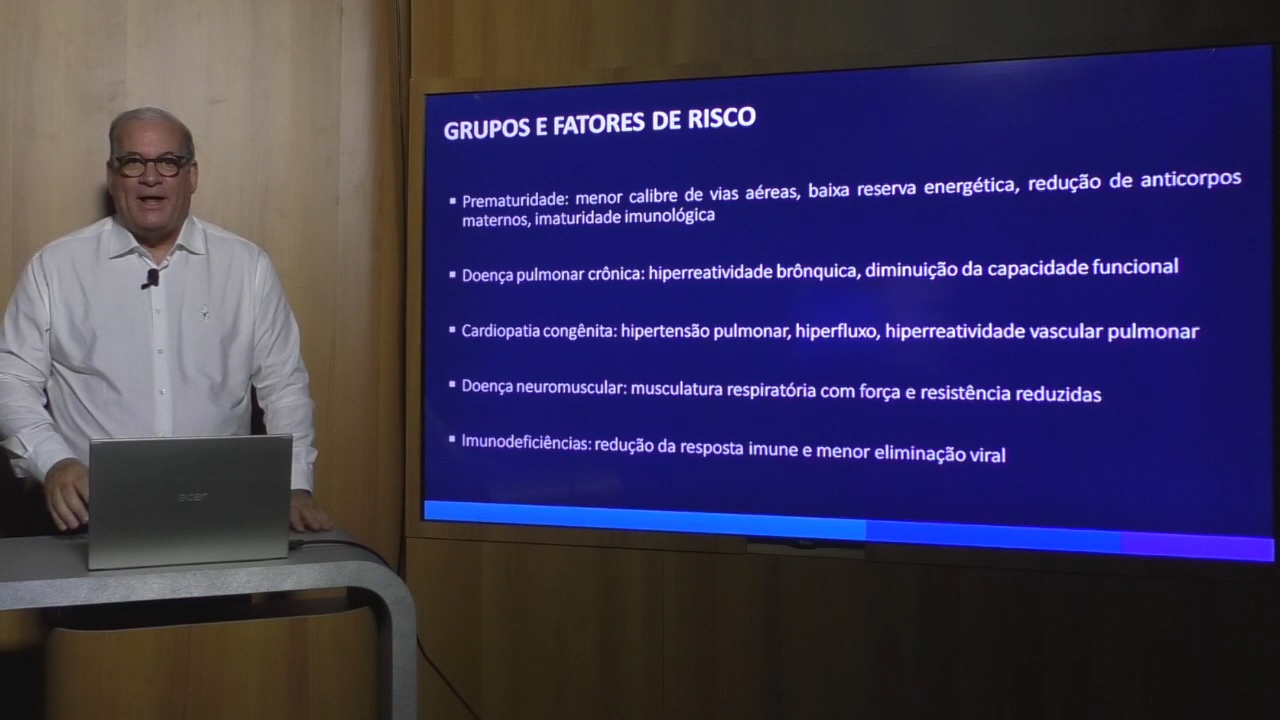 GRUPOS E FATORES DE RISCO
▪ Prematuridade: menor calibre de vias aéreas, baixa reserva energética, redução de anticorpos
maternos, imaturidade imunológica
▪ Doença pulmonar crônica: hiperreatividade brônquica, diminuição da capacidade funcional
▪ Cardiopatia congênita: hipertensão pulmonar, hiperfluxo, hiperreatividade vascular pulmonar
▪ Doença neuromuscular: musculatura respiratória com força e resistência reduzidas
▪ Imunodeficiências: redução da resposta imune e menor eliminação viral
acer